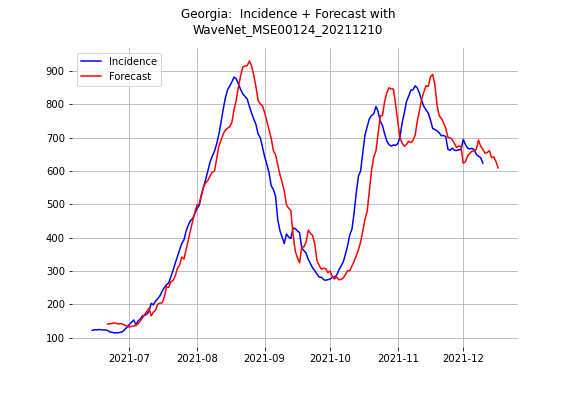 Georgia:  Incidence + Forecast with
WaveNet_MSE00124_20211210
Incidence
Forecast
900
800
700
600
500
400
300
200
100
2021-07 2021-08 2021-09 2021-10 2021-11 2021-12